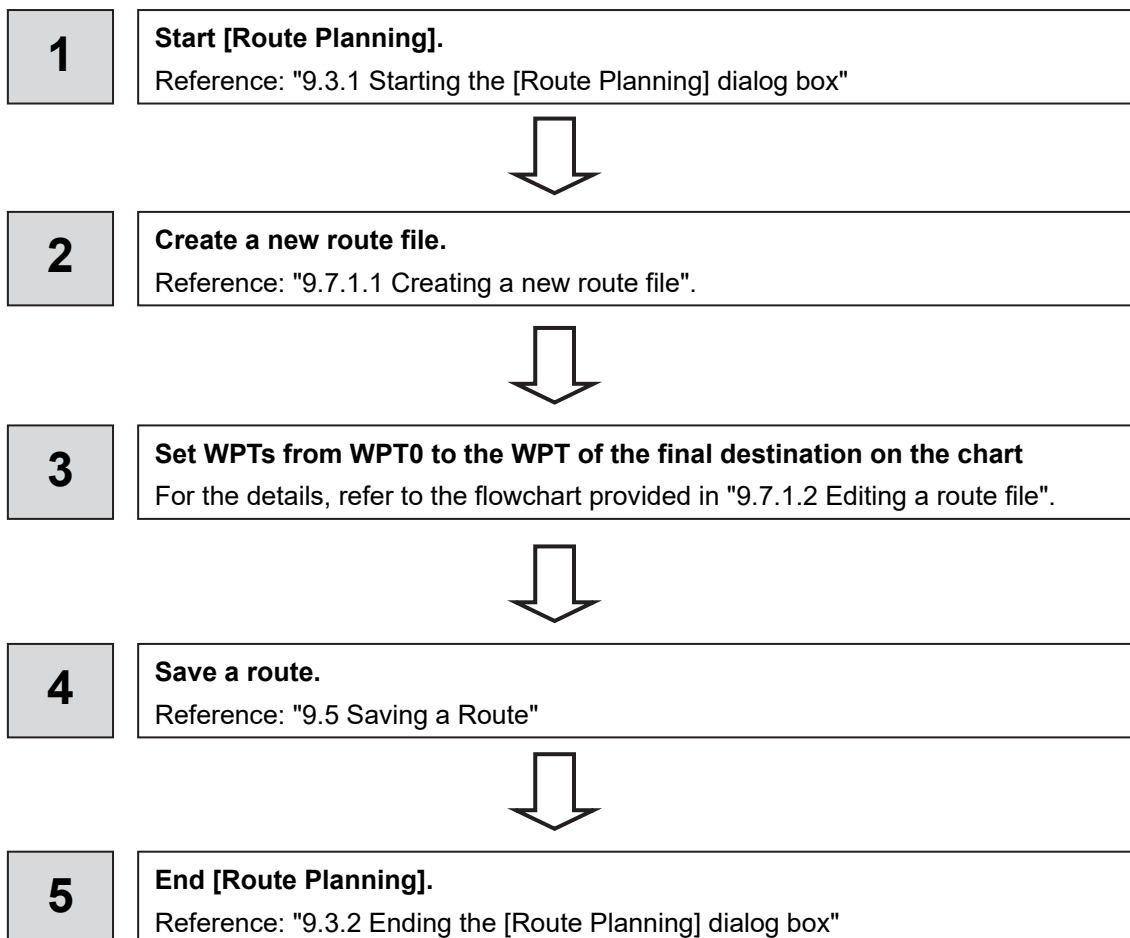 1
Start [Route Planning].
Reference: "9.3.1 Starting the [Route Planning] dialog box"
2
Create a new route file.
Reference: "9.7.1.1 Creating a new route file".
3
Set WPTs from WPT0 to the WPT of the final destination on the chart
For the details, refer to the flowchart provided in "9.7.1.2 Editing a route file".
4
Save a route.
Reference: "9.5 Saving a Route"
5
End [Route Planning].
Reference: "9.3.2 Ending the [Route Planning] dialog box"